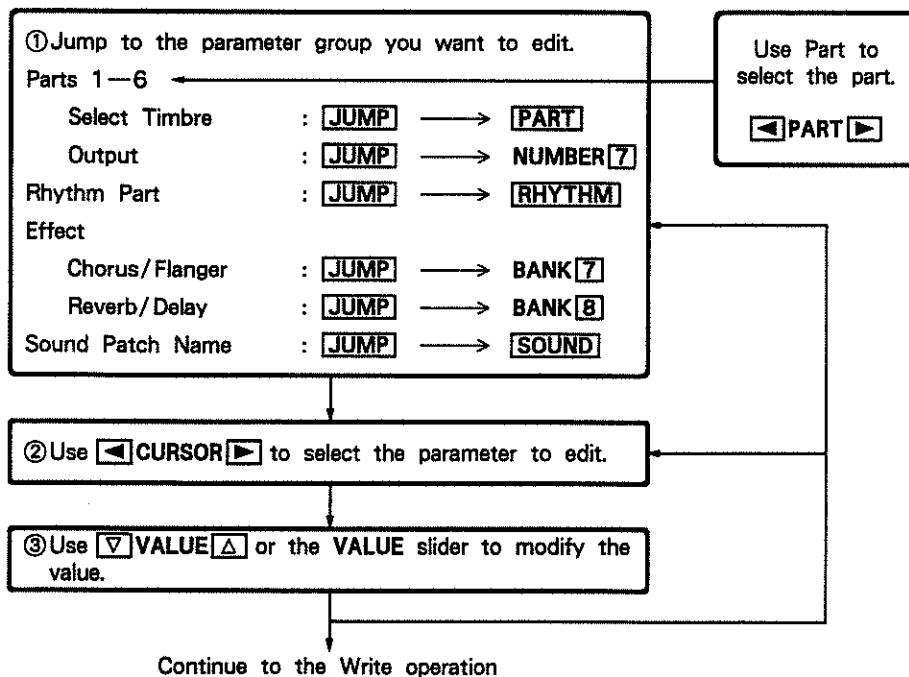 ①Jump to the parameter group you want to edit.
Parts 1—6
Select Timbre : JUMP → PART
Output : JUMP → NUMBER 7
Rhythm Part : JUMP → RHYTHM
Effect
Chorus/Flanger : JUMP → BANK 7
Reverb/Delay : JUMP → BANK 8
Sound Patch Name : JUMP → SOUND
Use Part to
select the part.
◀ PART ▶
②Use ◀ CURSOR ▶ to select the parameter to edit.
③Use ▽ VALUE △ or the VALUE slider to modify the
value.
Continue to the Write operation